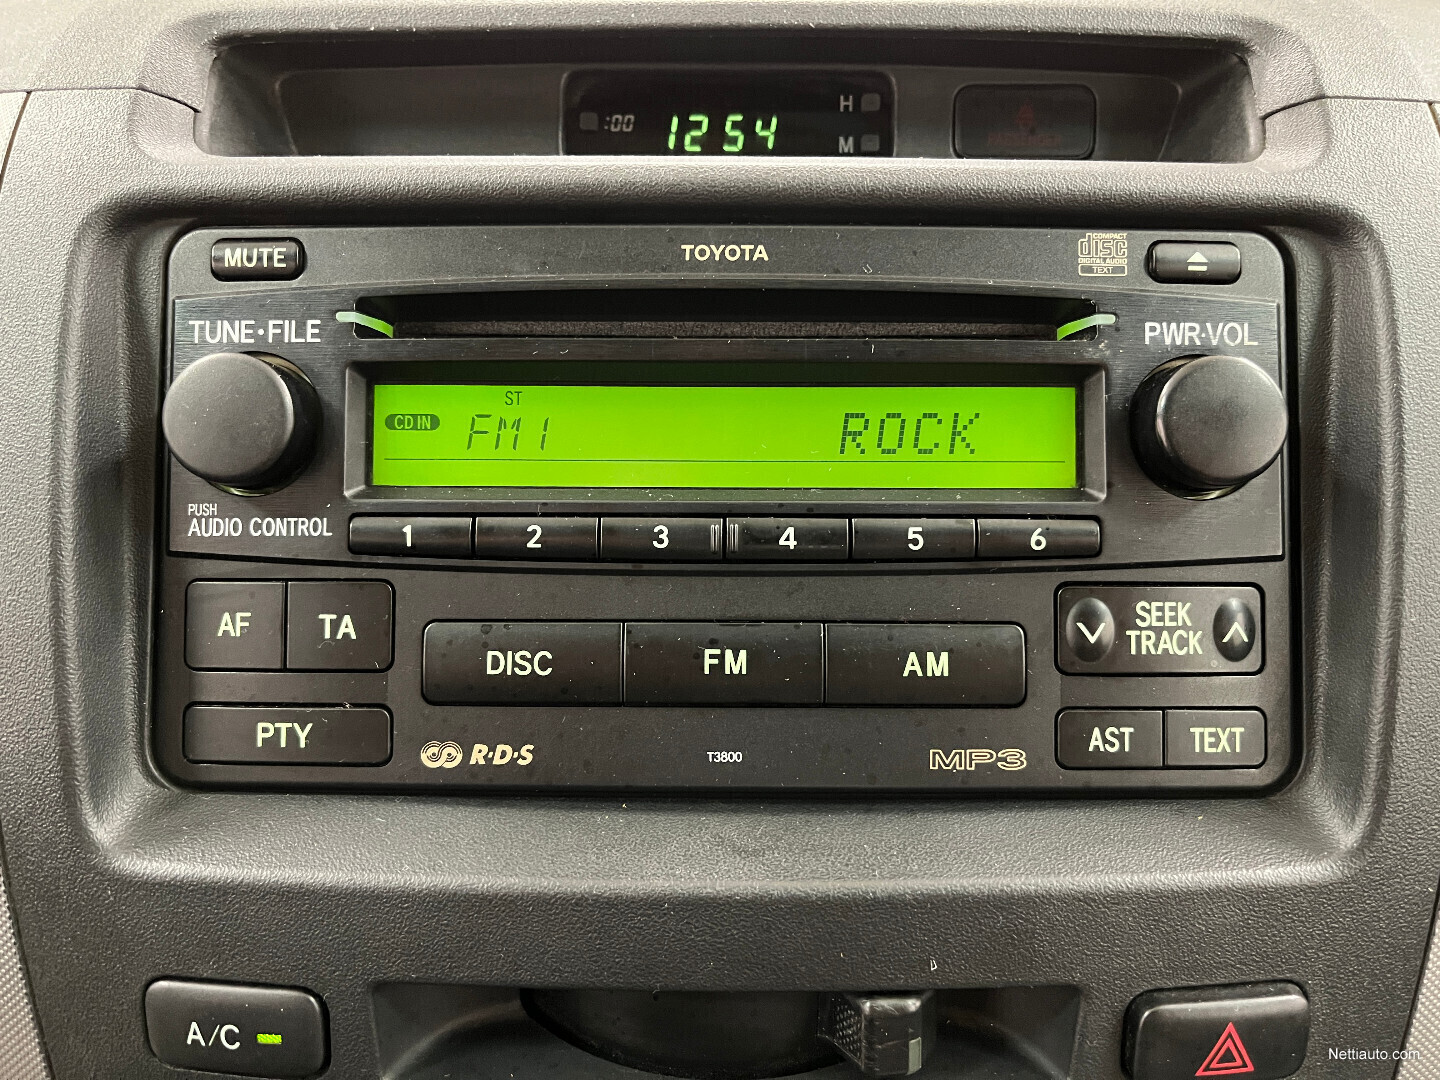 :00 1254 H
M
MUTE TOYOTA COMPACT disc DIGITAL AUDIO TEXT
TUNE·FILE PWR·VOL
ST
CD IN FM1 ROCK
PUSH
AUDIO CONTROL
1 2 3 4 5 6
AF TA
DISC FM AM
SEEK
TRACK
PTY
R·D·S T3800 MP3
AST TEXT
A/C
Nettiauto.com